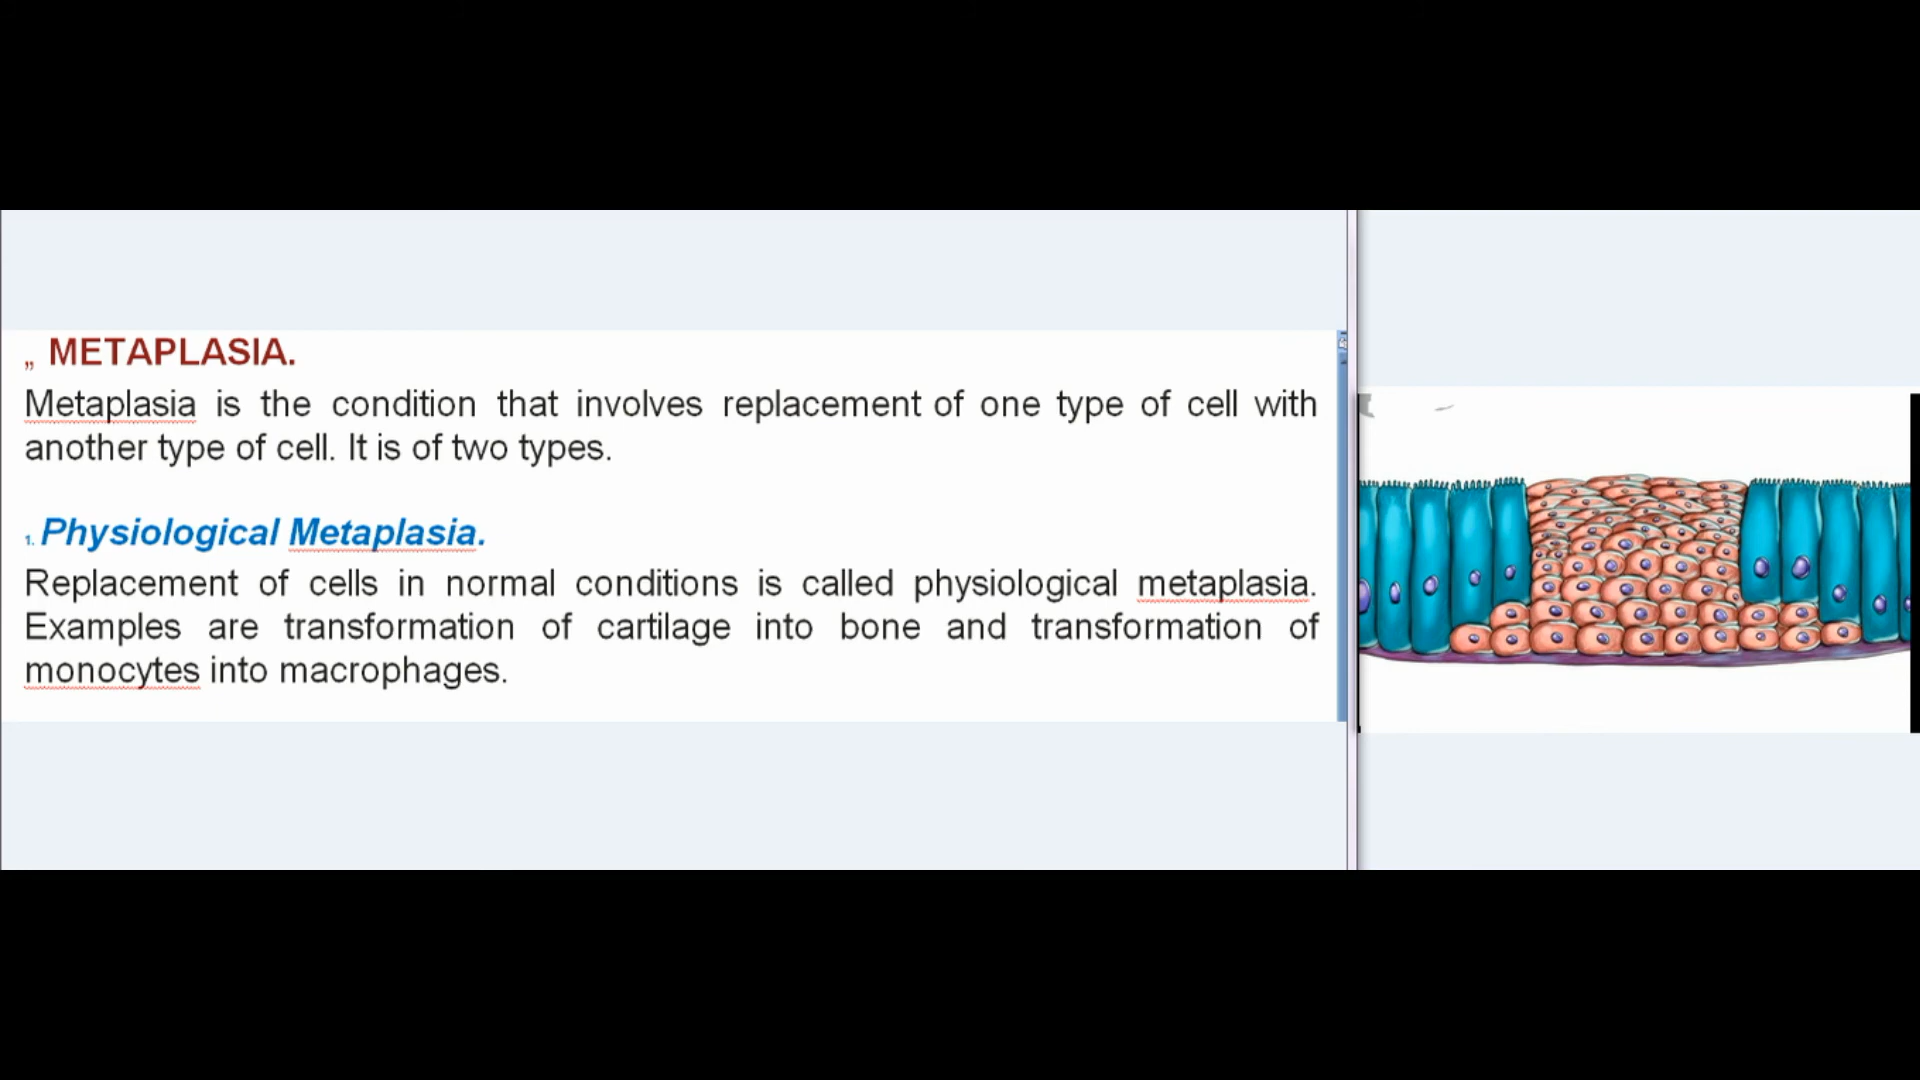 „ METAPLASIA.
Metaplasia is the condition that involves replacement of one type of cell with
another type of cell. It is of two types.
1. Physiological Metaplasia.
Replacement of cells in normal conditions is called physiological metaplasia.
Examples are transformation of cartilage into bone and transformation of
monocytes into macrophages.